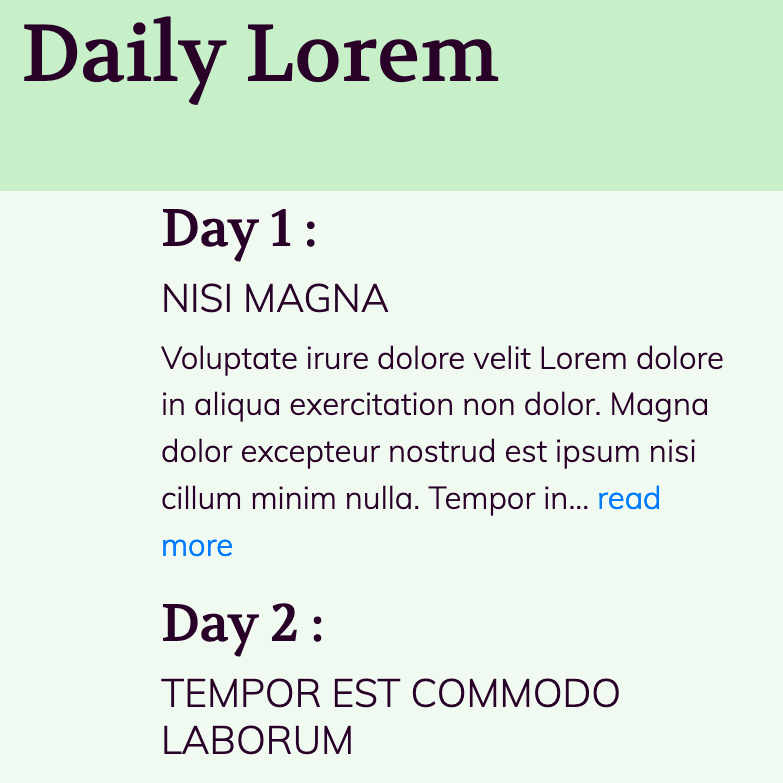 Daily Lorem
Day 1 :
NISI MAGNA
Voluptate irure dolore velit Lorem dolore
in aliqua exercitation non dolor. Magna
dolor excepteur nostrud est ipsum nisi
cillum minim nulla. Tempor in... read
more
Day 2 :
TEMPOR EST COMMODO
LABORUM